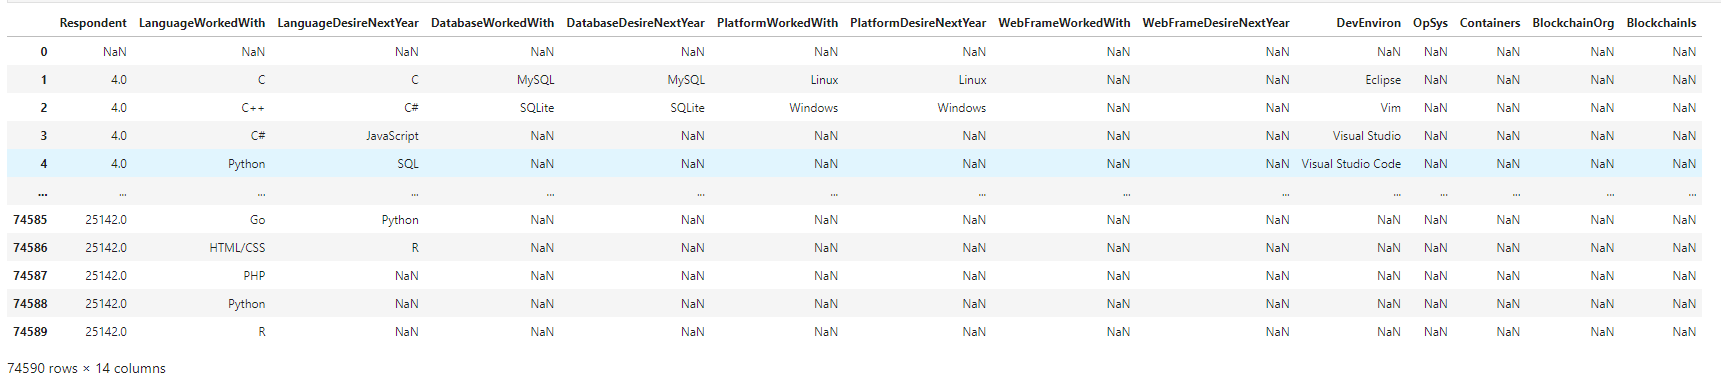 Respondent LanguageWorkedWith LanguageDesireNextYear DatabaseWorkedWith DatabaseDesireNextYear PlatformWorkedWith PlatformDesireNextYear WebFrameWorkedWith WebFrameDesireNextYear DevEnviron OpSys Containers BlockchainOrg BlockchainIs
0 NaN NaN NaN NaN NaN NaN NaN NaN NaN NaN NaN NaN NaN NaN
1 4.0 C C MySQL MySQL Linux Linux NaN NaN Eclipse NaN NaN NaN NaN
2 4.0 C++ C# SQLite SQLite Windows Windows NaN NaN Vim NaN NaN NaN NaN
3 4.0 C# JavaScript NaN NaN NaN NaN NaN NaN Visual Studio NaN NaN NaN NaN
4 4.0 Python SQL NaN NaN NaN NaN NaN NaN Visual Studio Code NaN NaN NaN NaN
... ... ... ... ... ... ... ... ... ... ... ... ... ... ...
74585 25142.0 Go Python NaN NaN NaN NaN NaN NaN NaN NaN NaN NaN NaN
74586 25142.0 HTML/CSS R NaN NaN NaN NaN NaN NaN NaN NaN NaN NaN NaN
74587 25142.0 PHP NaN NaN NaN NaN NaN NaN NaN NaN NaN NaN NaN NaN
74588 25142.0 Python NaN NaN NaN NaN NaN NaN NaN NaN NaN NaN NaN NaN
74589 25142.0 R NaN NaN NaN NaN NaN NaN NaN NaN NaN NaN NaN NaN
74590 rows × 14 columns